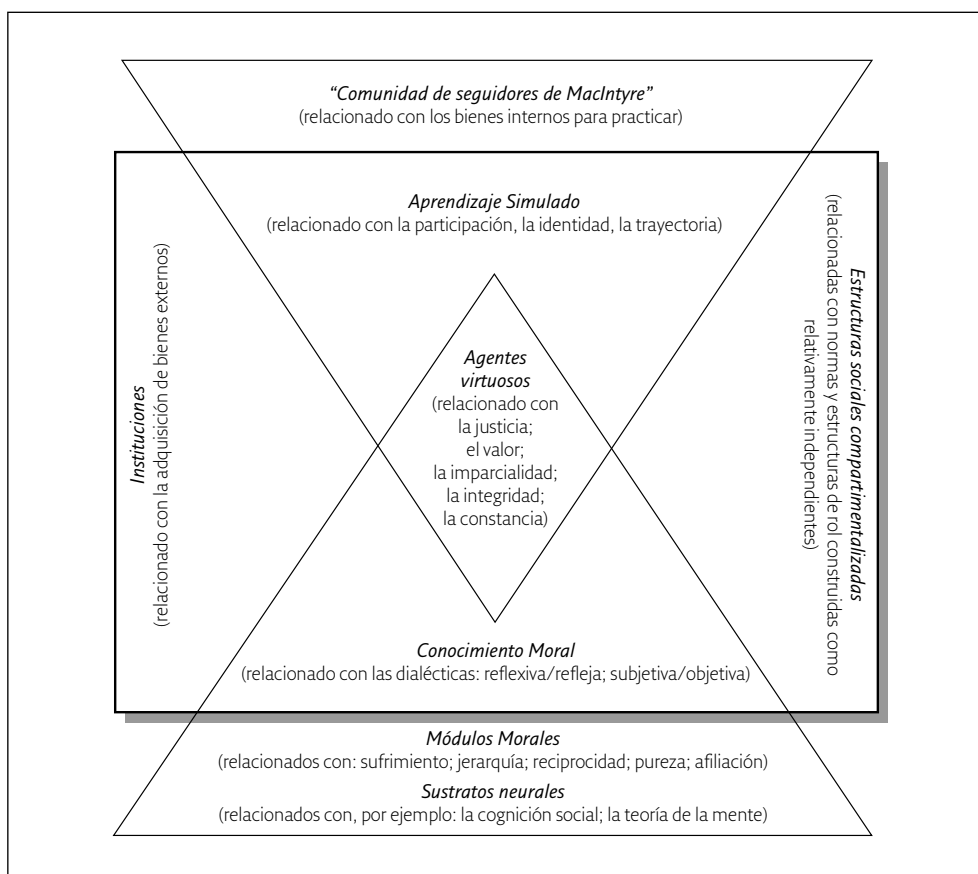 “Comunidad de seguidores de MacIntyre”
(relacionado con los bienes internos para practicar)
Aprendizaje Simulado
(relacionado con la participación, la identidad, la trayectoria)
Instituciones
(relacionado con la adquisición de bienes externos)
Agentes
virtuosos
(relacionado con
la justicia;
el valor;
la imparcialidad;
la integridad;
la constancia)
Estructuras sociales compartimentalizadas
(relacionadas con normas y estructuras de rol construidas como
relativamente independientes)
Conocimiento Moral
(relacionado con las dialécticas: reflexiva/refleja; subjetiva/objetiva)
Módulos Morales
(relacionados con: sufrimiento; jerarquía; reciprocidad; pureza; afiliación)
Sustratos neurales
(relacionados con, por ejemplo: la cognición social; la teoría de la mente)